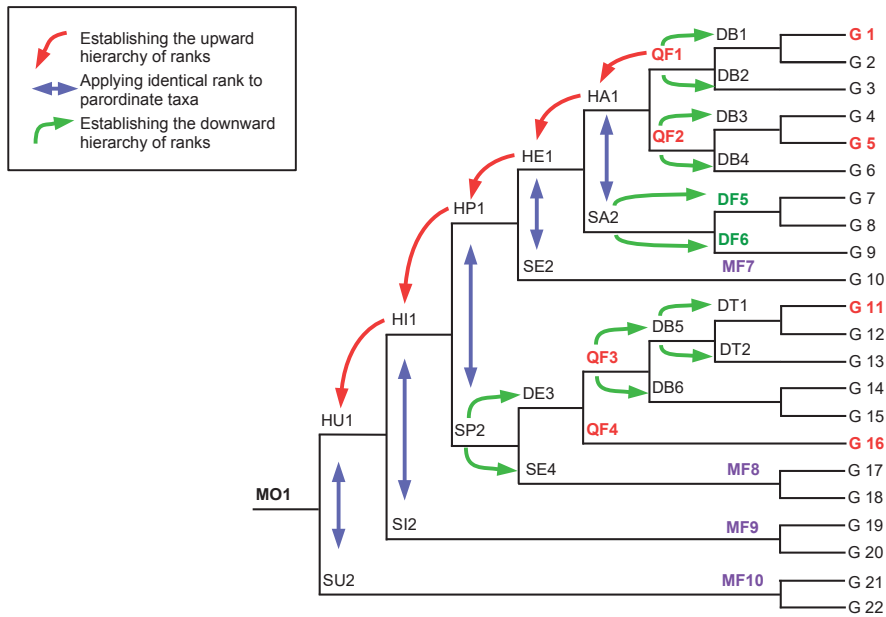 Establishing the upward
hierarchy of ranks
Applying identical rank to
parordinate taxa
Establishing the downward
hierarchy of ranks
DB1
G 1
QF1
G 2
DB2
G 3
HA1
DB3
G 4
QF2
G 5
HE1
DB4
G 6
DF5
G 7
HP1
SA2
G 8
DF6
G 9
SE2
MF7
G 10
DT1
G 11
HI1
DB5
G 12
QF3
DT2
G 13
DB6
G 14
DE3
G 15
HU1
SP2
QF4
G 16
SE4
MF8
G 17
MO1
G 18
SI2
MF9
G 19
G 20
SU2
MF10
G 21
G 22